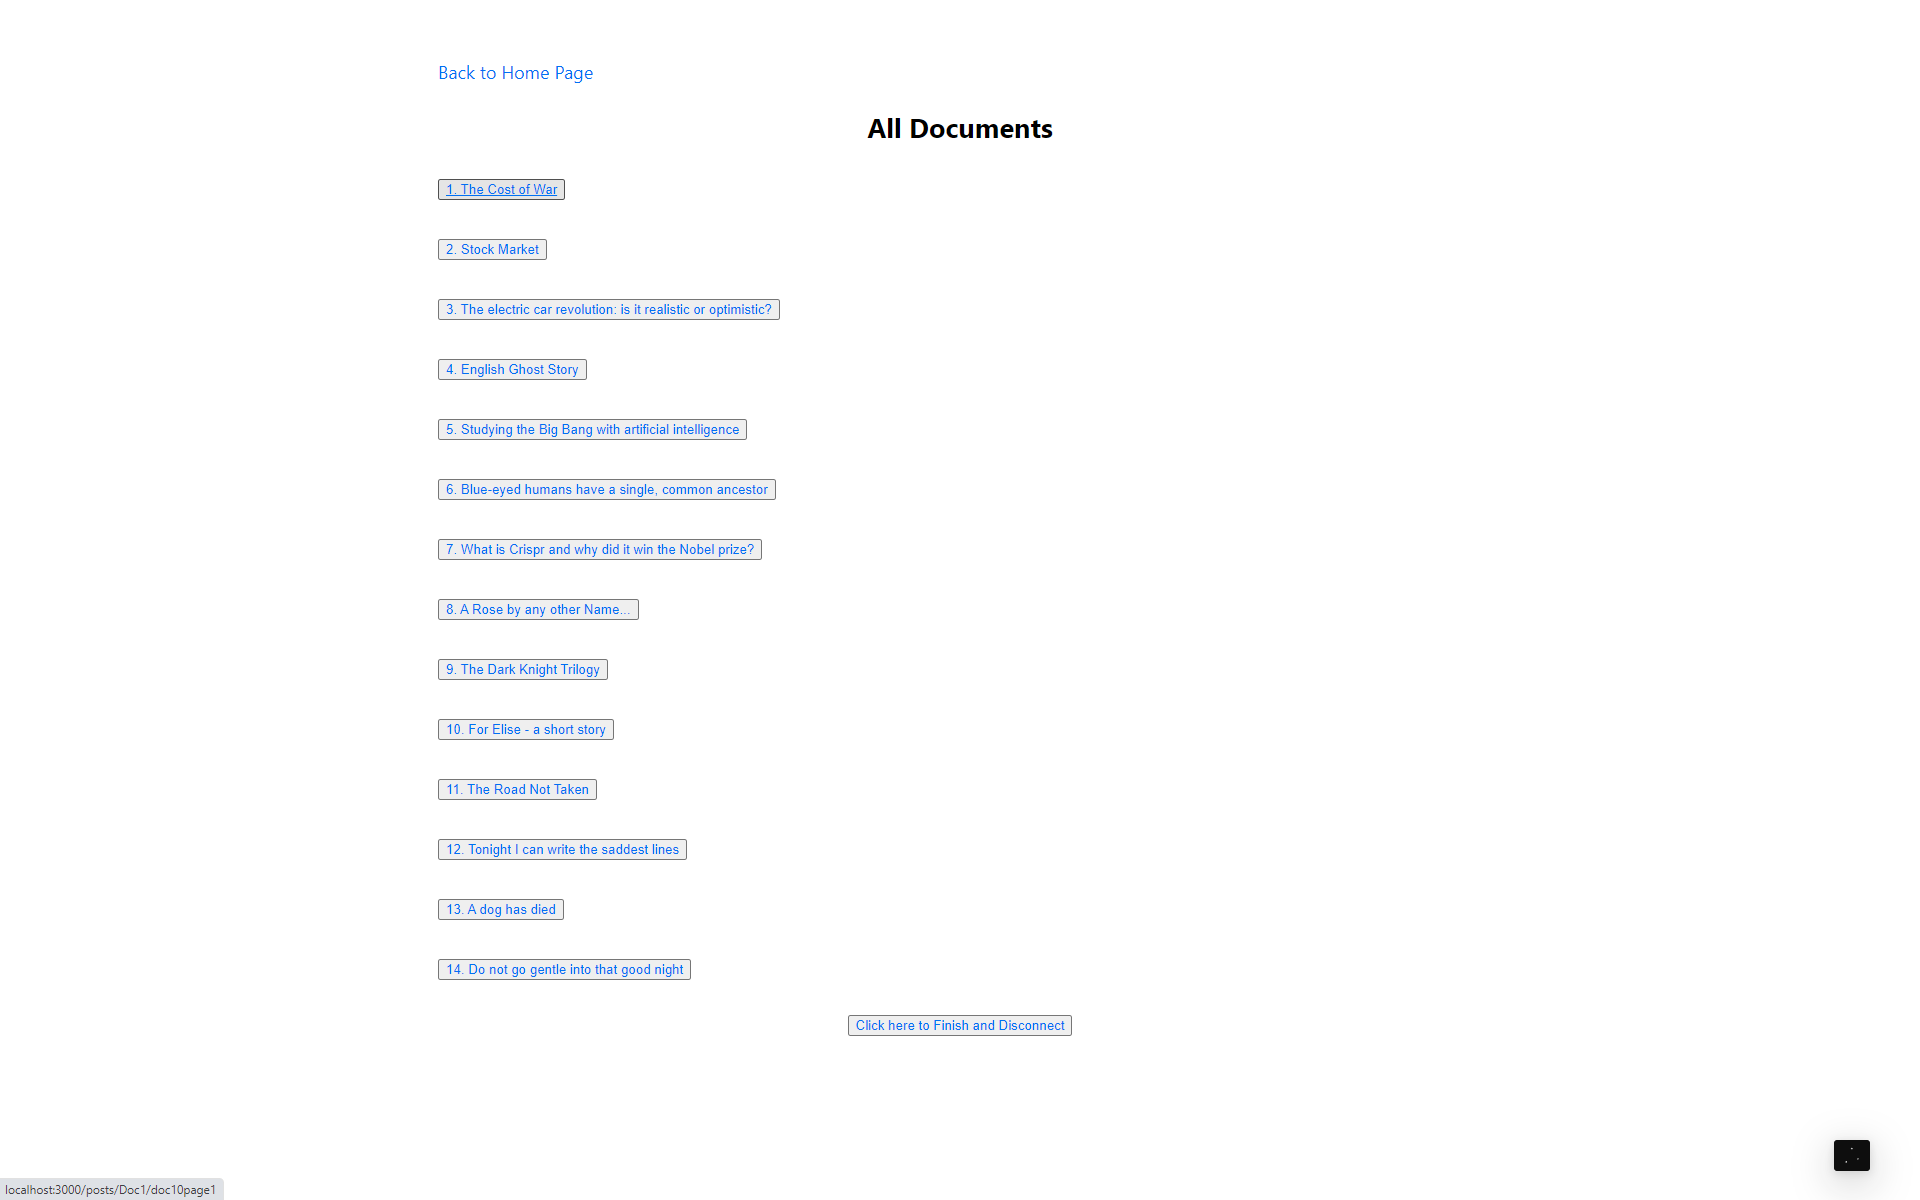 Back to Home Page
All Documents
1. The Cost of War
2. Stock Market
3. The electric car revolution: is it realistic or optimistic?
4. English Ghost Story
5. Studying the Big Bang with artificial intelligence
6. Blue-eyed humans have a single, common ancestor
7. What is Crispr and why did it win the Nobel prize?
8. A Rose by any other Name...
9. The Dark Knight Trilogy
10. For Elise - a short story
11. The Road Not Taken
12. Tonight I can write the saddest lines
13. A dog has died
14. Do not go gentle into that good night
Click here to Finish and Disconnect
localhost:3000/posts/Doc1/doc10page1